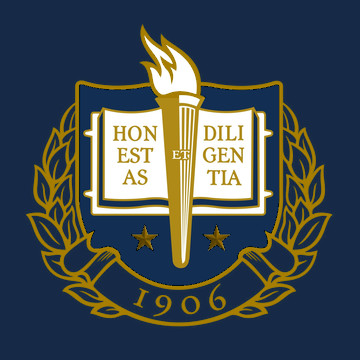 HON
EST
AS
ET
DILI
GEN
TIA
1906